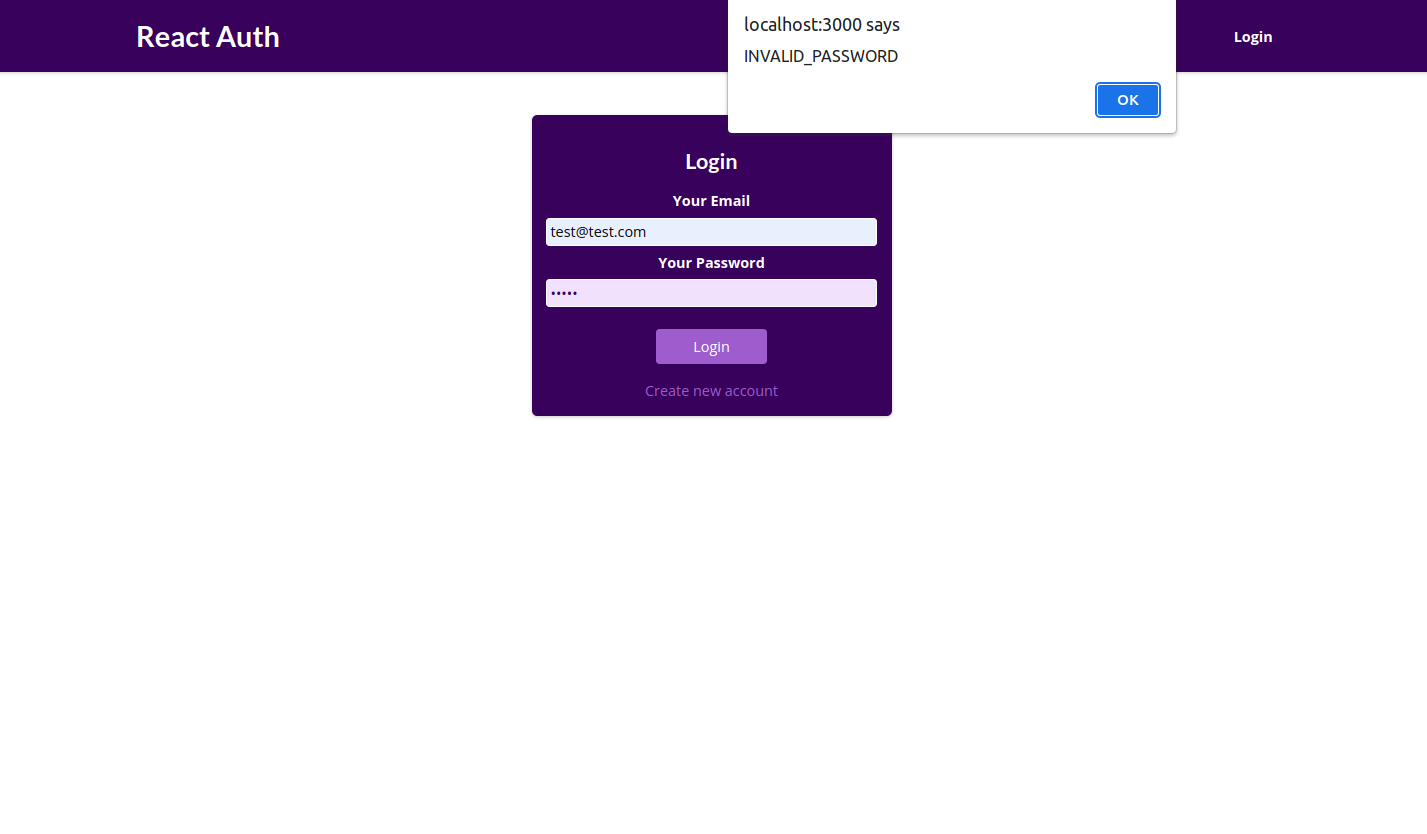 React Auth
localhost:3000 says
INVALID_PASSWORD
OK
Login
Login
Your Email
test@test.com
Your Password
•••••
Login
Create new account